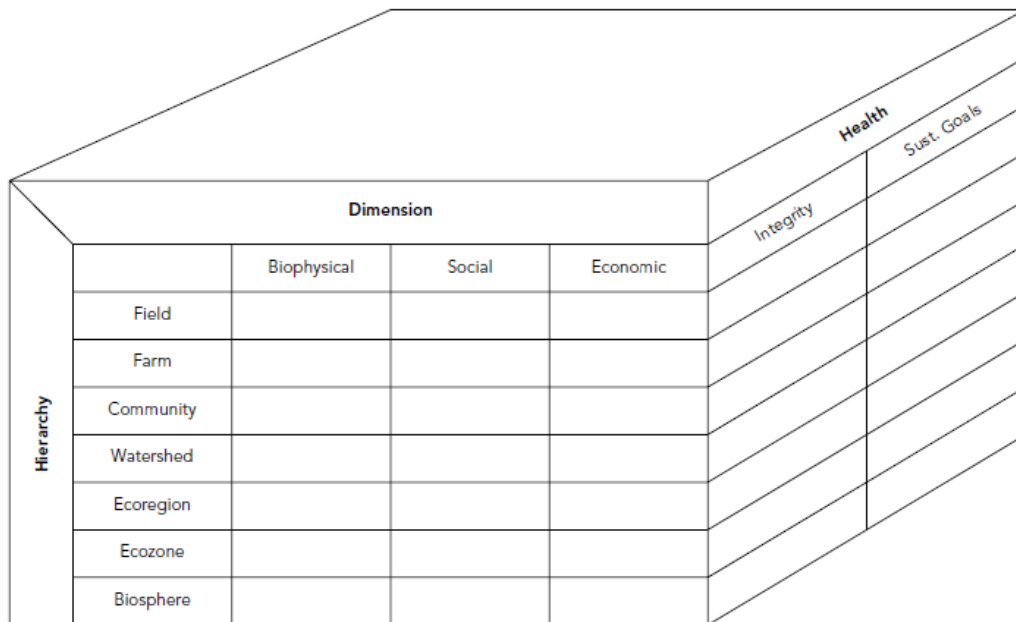 Health
Sust. Goals
Integrity
Dimension
Biophysical Social Economic
Hierarchy
Field
Farm
Community
Watershed
Ecoregion
Ecozone
Biosphere